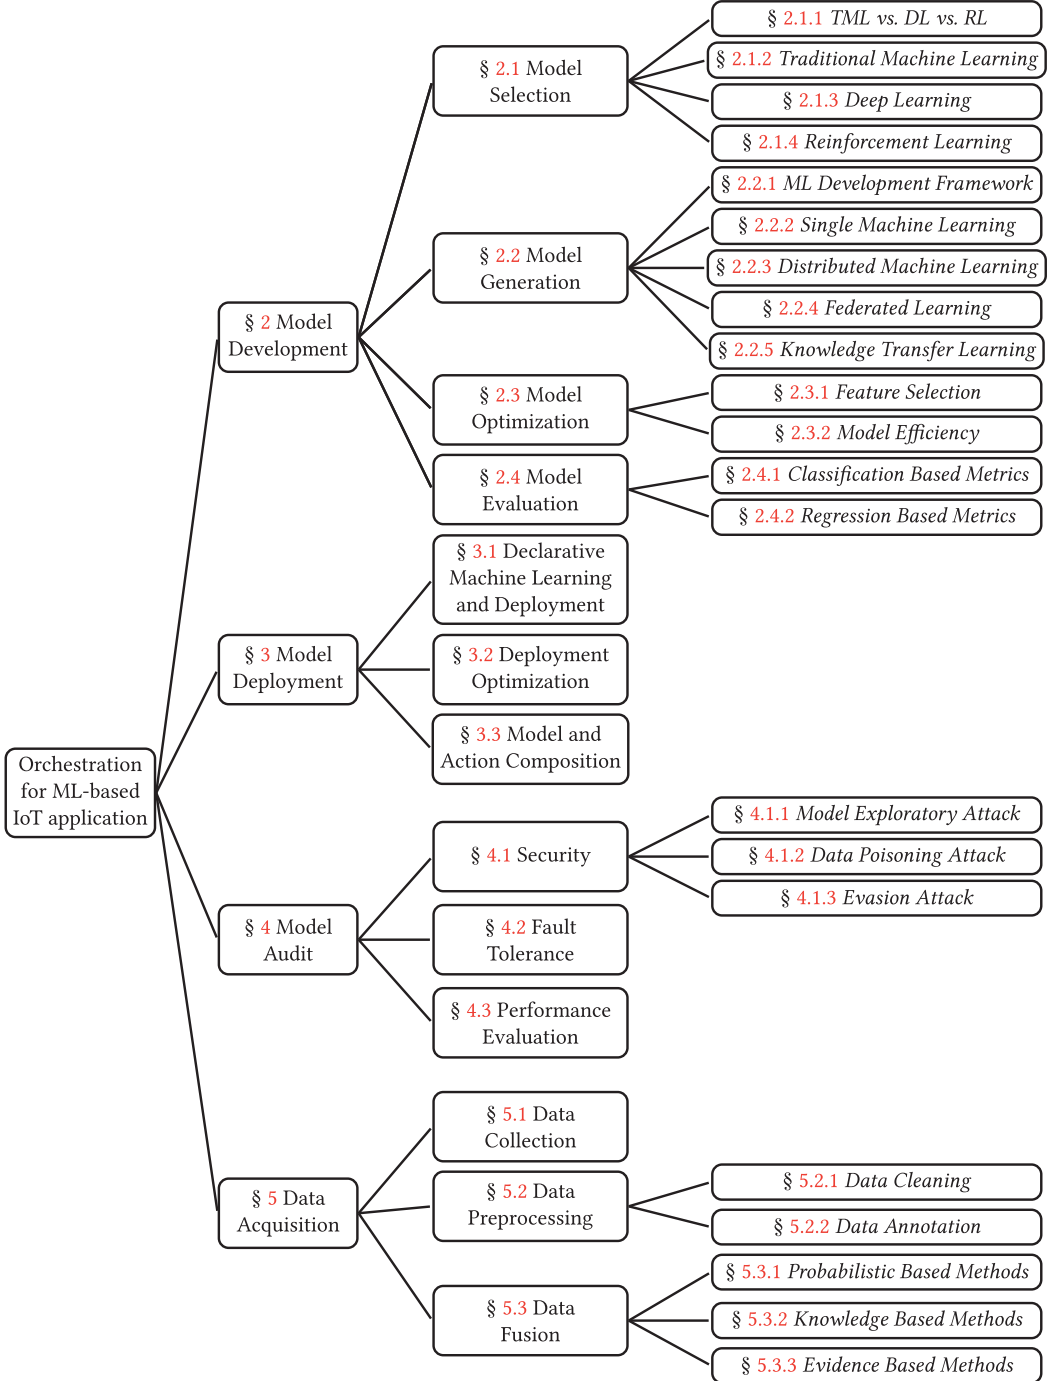 Orchestration
for ML-based
IoT application
§ 2 Model
Development
§ 2.1 Model
Selection
§ 2.1.1 TML vs. DL vs. RL
§ 2.1.2 Traditional Machine Learning
§ 2.1.3 Deep Learning
§ 2.1.4 Reinforcement Learning
§ 2.2 Model
Generation
§ 2.2.1 ML Development Framework
§ 2.2.2 Single Machine Learning
§ 2.2.3 Distributed Machine Learning
§ 2.2.4 Federated Learning
§ 2.2.5 Knowledge Transfer Learning
§ 2.3 Model
Optimization
§ 2.3.1 Feature Selection
§ 2.3.2 Model Efficiency
§ 2.4 Model
Evaluation
§ 2.4.1 Classification Based Metrics
§ 2.4.2 Regression Based Metrics
§ 3 Model
Deployment
§ 3.1 Declarative
Machine Learning
and Deployment
§ 3.2 Deployment
Optimization
§ 3.3 Model and
Action Composition
§ 4 Model
Audit
§ 4.1 Security
§ 4.1.1 Model Exploratory Attack
§ 4.1.2 Data Poisoning Attack
§ 4.1.3 Evasion Attack
§ 4.2 Fault
Tolerance
§ 4.3 Performance
Evaluation
§ 5 Data
Acquisition
§ 5.1 Data
Collection
§ 5.2 Data
Preprocessing
§ 5.2.1 Data Cleaning
§ 5.2.2 Data Annotation
§ 5.3 Data
Fusion
§ 5.3.1 Probabilistic Based Methods
§ 5.3.2 Knowledge Based Methods
§ 5.3.3 Evidence Based Methods